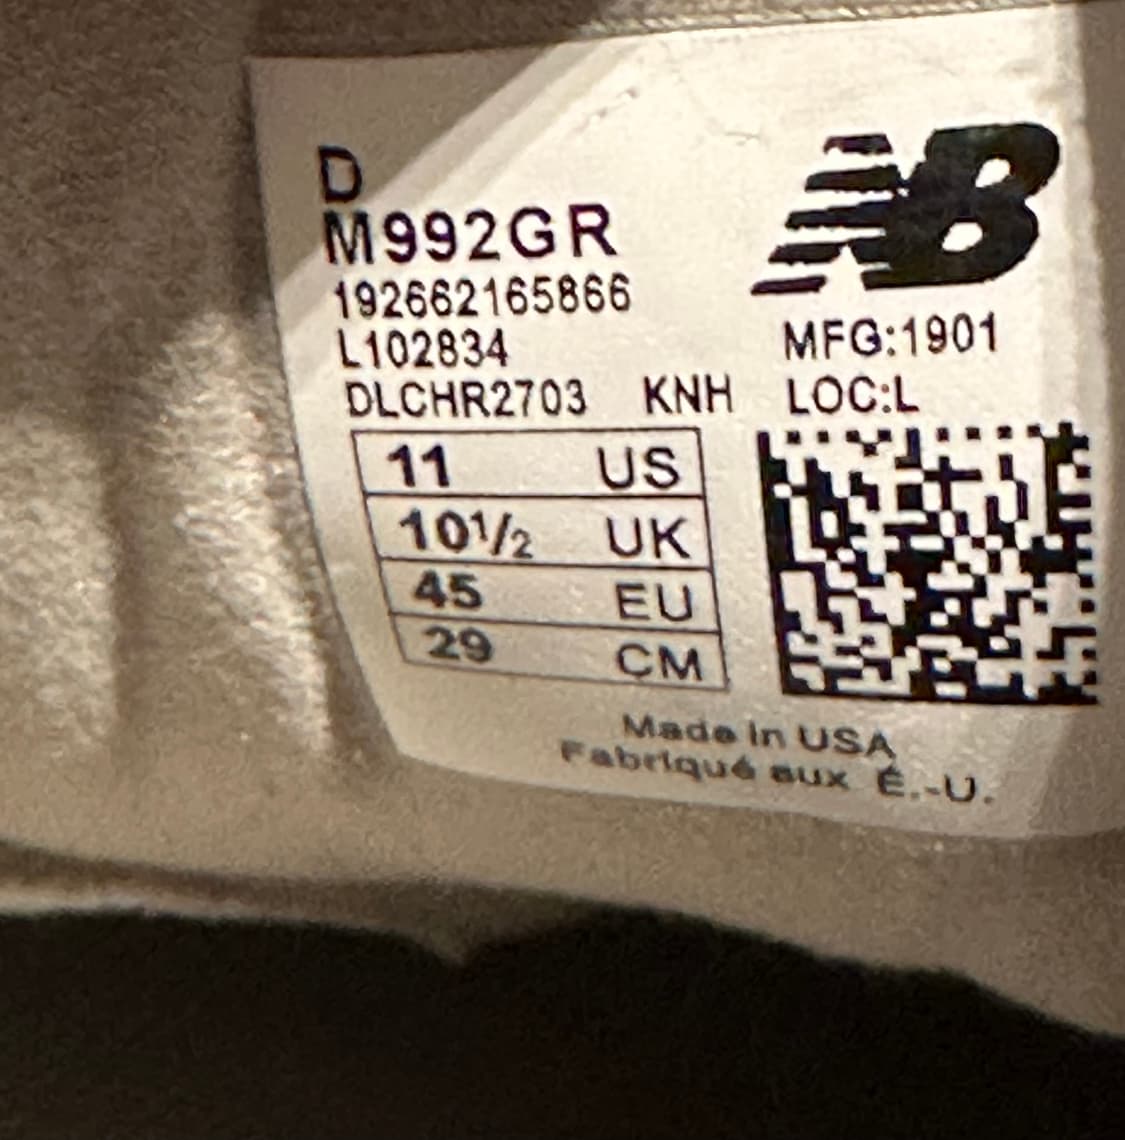 D
M992GR
192662165866
L102834
DLCHR2703 KNH
NB
MFG:1901
LOC:L
11 US
10½ UK
45 EU
29 CM
Made in USA
Fabriqué aux É.-U.